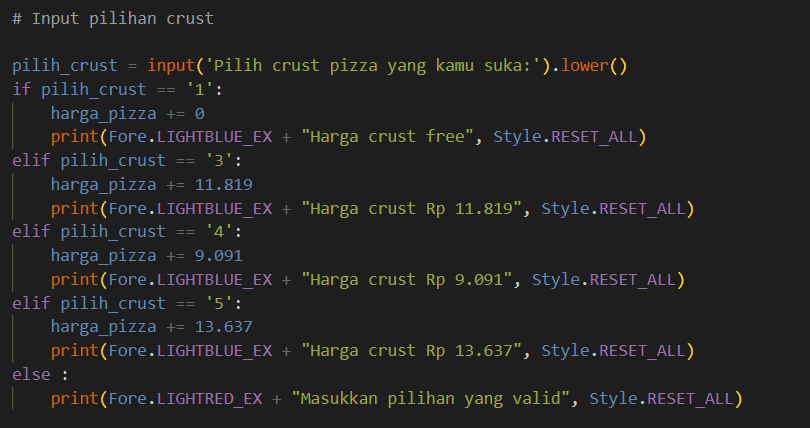 # Input pilihan crust
pilih_crust = input('Pilih crust pizza yang kamu suka:').lower()
if pilih_crust == '1':
    harga_pizza += 0
    print(Fore.LIGHTBLUE_EX + "Harga crust free", Style.RESET_ALL)
elif pilih_crust == '3':
    harga_pizza += 11.819
    print(Fore.LIGHTBLUE_EX + "Harga crust Rp 11.819", Style.RESET_ALL)
elif pilih_crust == '4':
    harga_pizza += 9.091
    print(Fore.LIGHTBLUE_EX + "Harga crust Rp 9.091", Style.RESET_ALL)
elif pilih_crust == '5':
    harga_pizza += 13.637
    print(Fore.LIGHTBLUE_EX + "Harga crust Rp 13.637", Style.RESET_ALL)
else :
    print(Fore.LIGHTRED_EX + "Masukkan pilihan yang valid", Style.RESET_ALL)